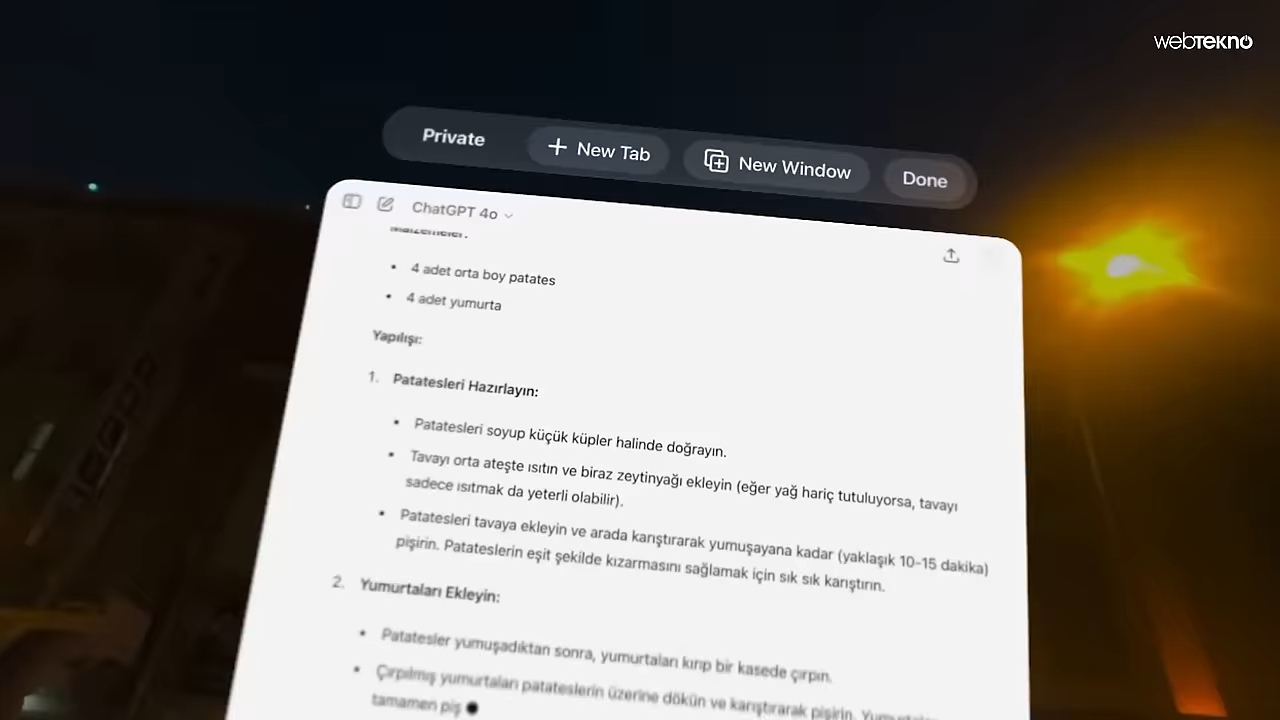 webtekno
Private
New Tab
New Window
Done
ChatGPT 4o
Malzemeler:
4 adet orta boy patates
4 adet yumurta
Yapılışı:
1. Patatesleri Hazırlayın:
Patatesleri soyup küçük küpler halinde doğrayın.
Tavayı orta ateşte ısıtın ve biraz zeytinyağı ekleyin (eğer yağ hariç tutuluyorsa, tavayı
sadece ısıtmak da yeterli olabilir).
Patatesleri tavaya ekleyin ve arada karıştırarak yumuşayana kadar (yaklaşık 10-15 dakika)
pişirin. Patateslerin eşit şekilde kızarmasını sağlamak için sık sık karıştırın.
2. Yumurtaları Ekleyin:
Patatesler yumuşadıktan sonra, yumurtaları kırıp bir kasede çırpın.
Çırpılmış yumurtaları patateslerin üzerine dökün ve karıştırarak pişirin.
tamamen piş